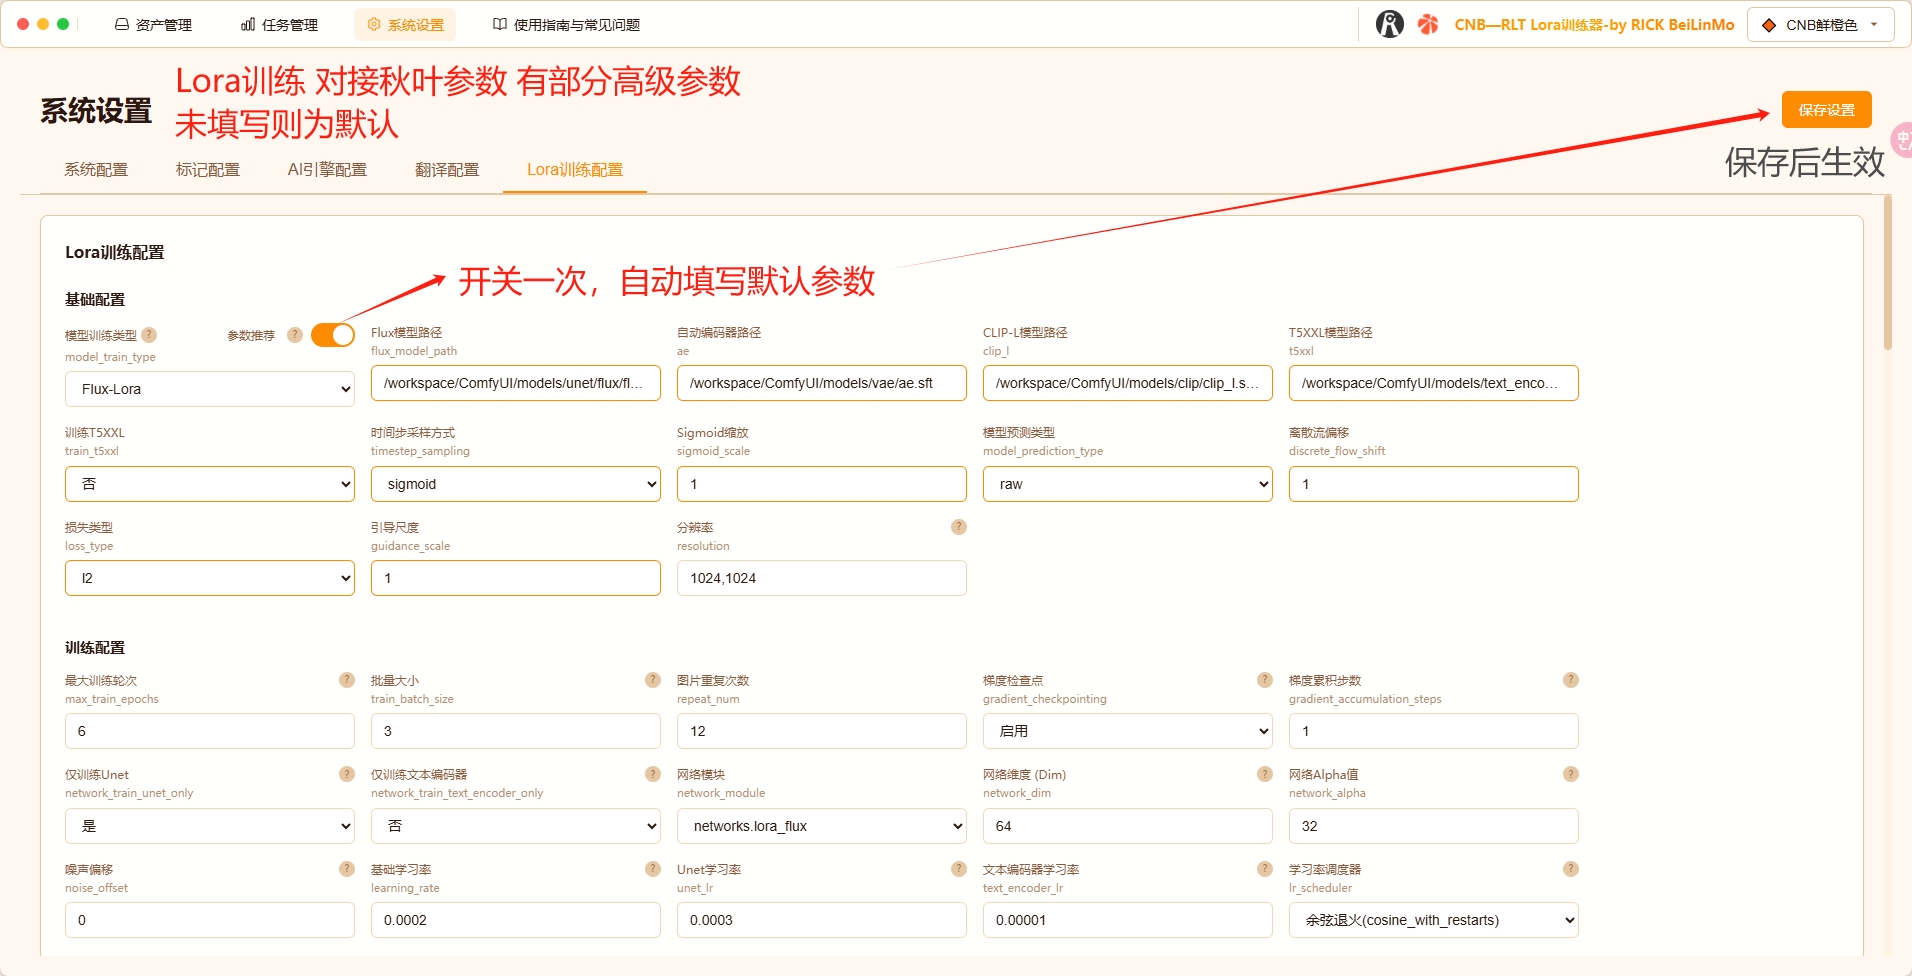 资产管理
任务管理
系统设置
使用指南与常见问题
CNB—RLT Lora训练器-by RICK BeiLinMo
CNB鲜橙色
系统设置
Lora训练 对接秋叶参数 有部分高级参数
未填写则为默认
保存设置
保存后生效
系统配置
标记配置
AI引擎配置
翻译配置
Lora训练配置
Lora训练配置
开关一次，自动填写默认参数
基础配置
模型训练类型 ?
参数推荐 ?
model_train_type
Flux-Lora
Flux模型路径
flux_model_path
/workspace/ComfyUI/models/unet/flux/fl...
自动编码器路径
ae
/workspace/ComfyUI/models/vae/ae.sft
CLIP-L模型路径
clip_l
/workspace/ComfyUI/models/clip/clip_l.s...
T5XXL模型路径
t5xxl
/workspace/ComfyUI/models/text_enco...
训练T5XXL
train_t5xxl
否
时间步采样方式
timestep_sampling
sigmoid
Sigmoid缩放
sigmoid_scale
1
模型预测类型
model_prediction_type
raw
离散流偏移
discrete_flow_shift
1
损失类型
loss_type
l2
引导尺度
guidance_scale
1
分辨率 ?
resolution
1024,1024
训练配置
最大训练轮次 ?
max_train_epochs
6
批量大小 ?
train_batch_size
3
图片重复次数
repeat_num
12
梯度检查点 ?
gradient_checkpointing
启用
梯度累积步数 ?
gradient_accumulation_steps
1
仅训练Unet ?
network_train_unet_only
是
仅训练文本编码器 ?
network_train_text_encoder_only
否
网络模块
network_module
networks.lora_flux
网络维度 (Dim) ?
network_dim
64
网络Alpha值 ?
network_alpha
32
噪声偏移 ?
noise_offset
0
基础学习率 ?
learning_rate
0.0002
Unet学习率 ?
unet_lr
0.0003
文本编码器学习率 ?
text_encoder_lr
0.00001
学习率调度器 ?
lr_scheduler
余弦退火(cosine_with_restarts)